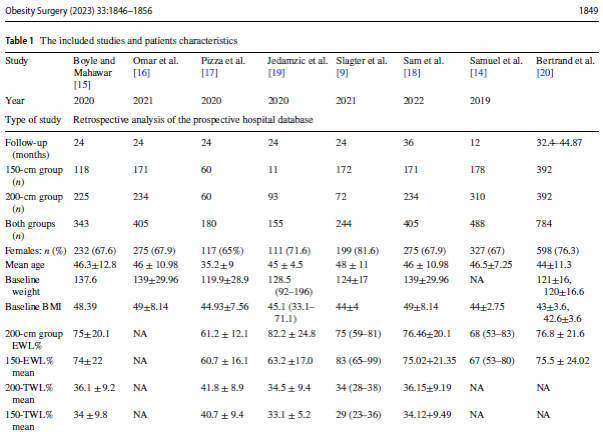 Obesity Surgery (2023) 33:1846–1856 1849
Table 1 The included studies and patients characteristics
Study Boyle and Omar et al. Pizza et al. Jedamzic et al. Slagter et al. Sam et al. Samuel et al. Bertrand et al.
Mahawar [16] [17] [19] [9] [18] [14] [20]
[15]
Year 2020 2021 2020 2020 2021 2022 2019
Type of study Retrospective analysis of the prospective hospital database
Follow-up 24 24 24 24 24 36 12 32.4–44.87
(months)
150-cm group 118 171 60 11 172 171 178 392
(n)
200-cm group 225 234 60 93 72 234 310 392
(n)
Both groups 343 405 180 155 244 405 488 784
(n)
Females: n (%) 232 (67.6) 275 (67.9) 117 (65%) 111 (71.6) 199 (81.6) 275 (67.9) 327 (67) 598 (76.3)
Mean age 46.3±12.8 46 ± 10.98 35.2±9 45 ± 4.5 48 ± 11 46 ± 10.98 46.5±7.25 44±11.3
Baseline 137.6 139±29.96 119.9±28.9 128.5 124±17 139±29.96 NA 121±16,
weight (92–196) 120±16.6
Baseline BMI 48.39 49±8.14 44.93±7.56 45.1 (33.1– 44±4 49±8.14 44±2.75 43±3.6,
71.1) 42.6±3.6
200-cm group 75±20.1 NA 61.2 ± 12.1 82.2 ± 24.8 75 (59–81) 76.46±20.1 68 (53–83) 76.8 ± 21.6
EWL%
150-EWL% 74±22 NA 60.7 ± 16.1 63.2 ±17.0 83 (65–99) 75.02+21.35 67 (53–80) 75.5 ± 24.02
mean
200-TWL% 36.1 ±9.2 NA 41.8 ± 8.9 34.5 ± 9.4 34 (28–38) 36.15±9.19 NA NA
mean
150-TWL% 34 ±9.8 NA 40.7 ± 9.4 33.1 ± 5.2 29 (23–36) 34.12+9.49 NA NA
mean